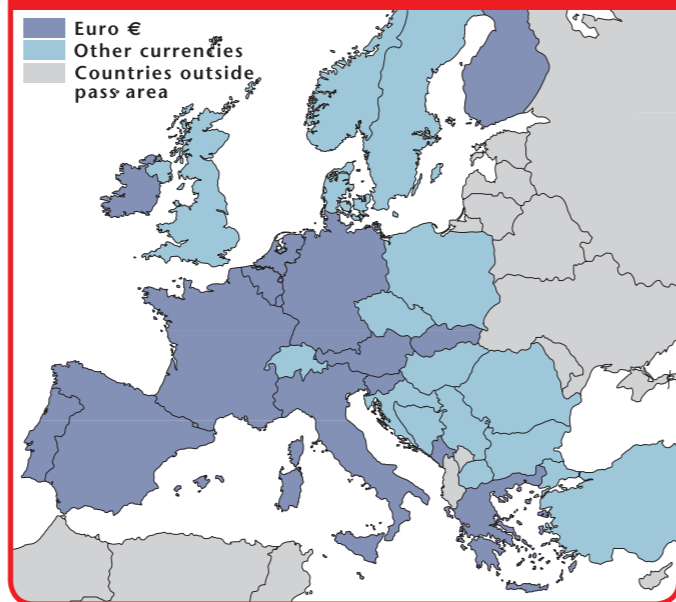 Euro €
Other currencies
Countries outside
pass area